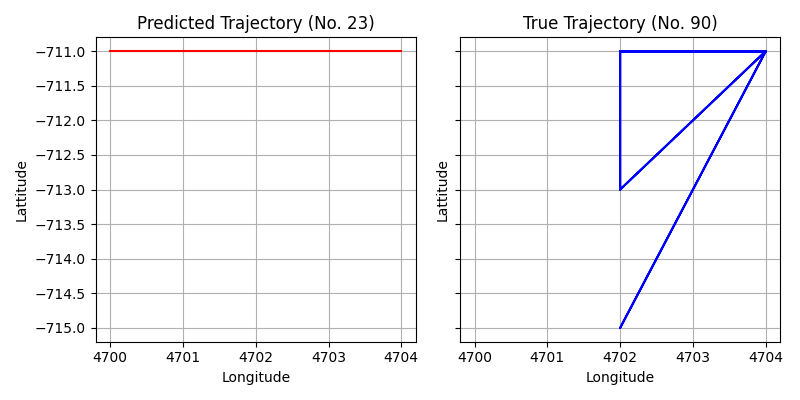 Predicted Trajectory (No. 23)
True Trajectory (No. 90)
Lattitude
−711.0
−711.5
−712.0
−712.5
−713.0
−713.5
−714.0
−714.5
−715.0
4700 4701 4702 4703 4704
Longitude
Lattitude
4700 4701 4702 4703 4704
Longitude